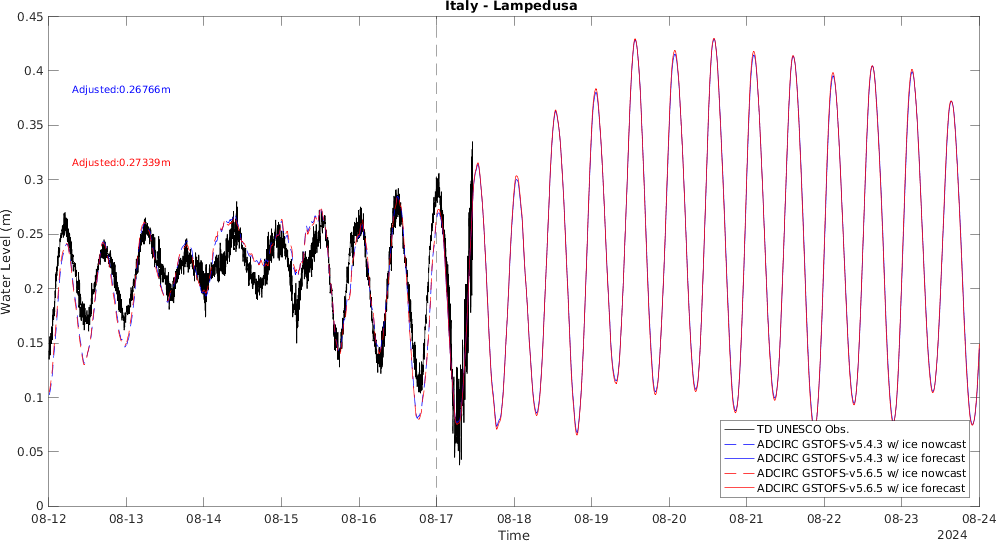 Italy - Lampedusa
0.45
0.4
0.35
0.3
0.25
0.2
0.15
0.1
0.05
0
Water Level (m)
Adjusted:0.26766m
Adjusted:0.27339m
TD UNESCO Obs.
ADCIRC GSTOFS-v5.4.3 w/ ice nowcast
ADCIRC GSTOFS-v5.4.3 w/ ice forecast
ADCIRC GSTOFS-v5.6.5 w/ ice nowcast
ADCIRC GSTOFS-v5.6.5 w/ ice forecast
08-12 08-13 08-14 08-15 08-16 08-17 08-18 08-19 08-20 08-21 08-22 08-23 08-24
Time
2024